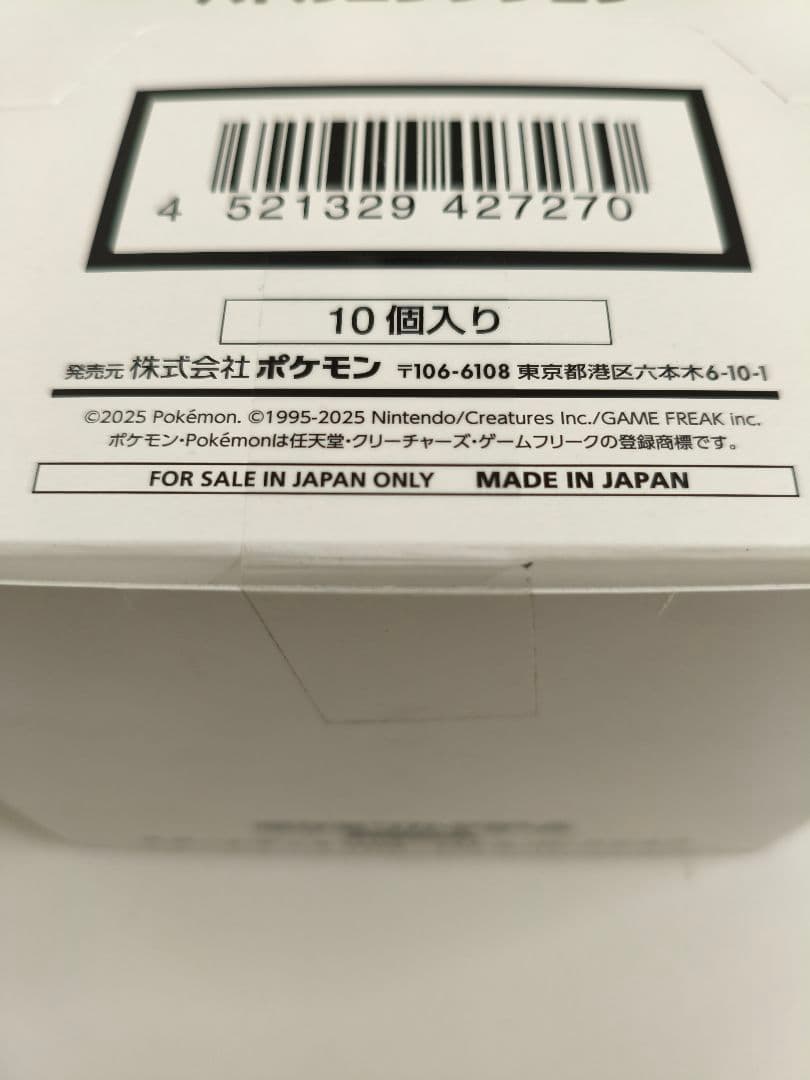 4 521329 427270
10個入り
発売元 株式会社ポケモン 〒106-6108 東京都港区六本木6-10-1
©2025 Pokémon. ©1995-2025 Nintendo/Creatures Inc./GAME FREAK inc.
ポケモン・Pokémonは任天堂・クリーチャーズ・ゲームフリークの登録商標です。
FOR SALE IN JAPAN ONLY MADE IN JAPAN